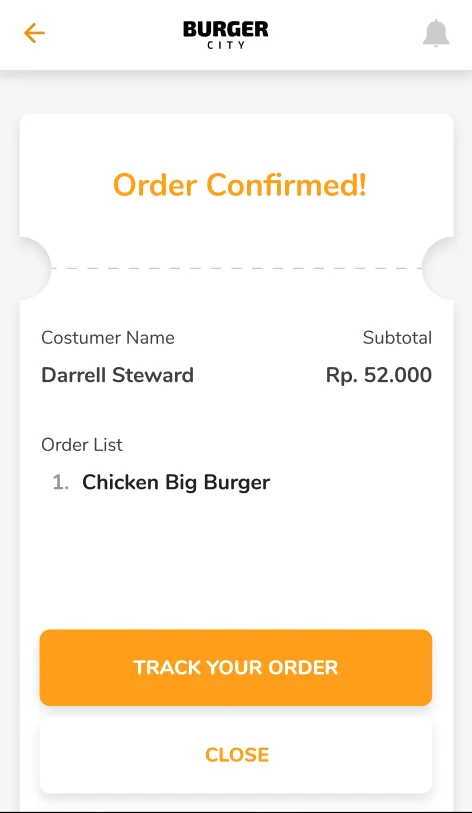 BURGER
CITY
Order Confirmed!
Costumer Name
Subtotal
Darrell Steward
Rp. 52.000
Order List
1. Chicken Big Burger
TRACK YOUR ORDER
CLOSE